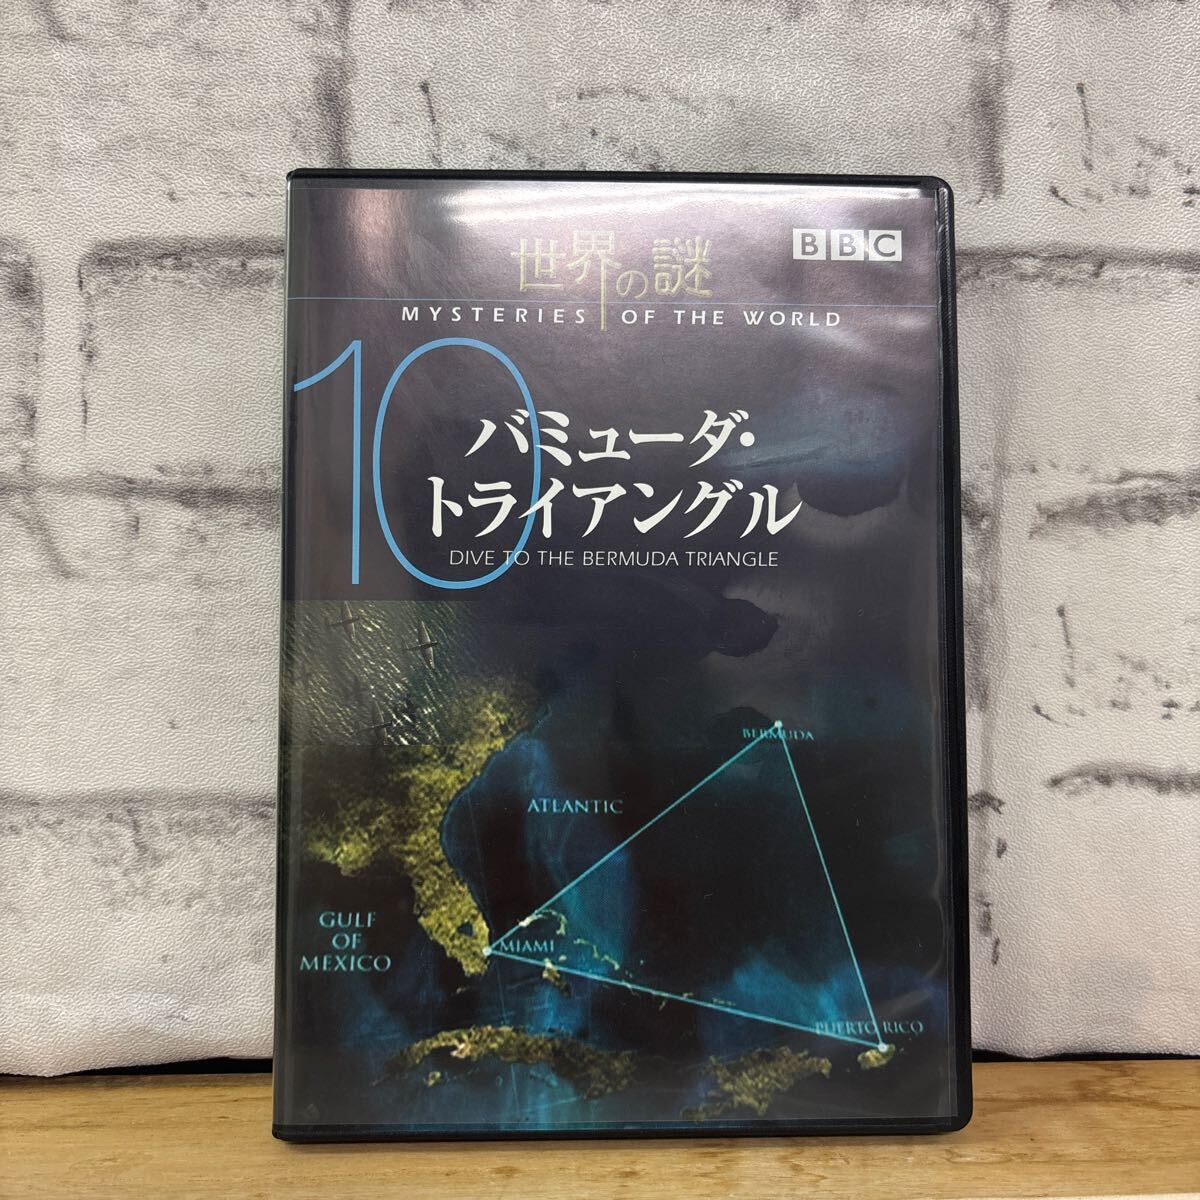 世界の謎
BBC
MYSTERIES OF THE WORLD
10
バミューダ・
トライアングル
DIVE TO THE BERMUDA TRIANGLE
BERMUDA
ATLANTIC
GULF
OF
MEXICO
MIAMI
PUERTO RICO